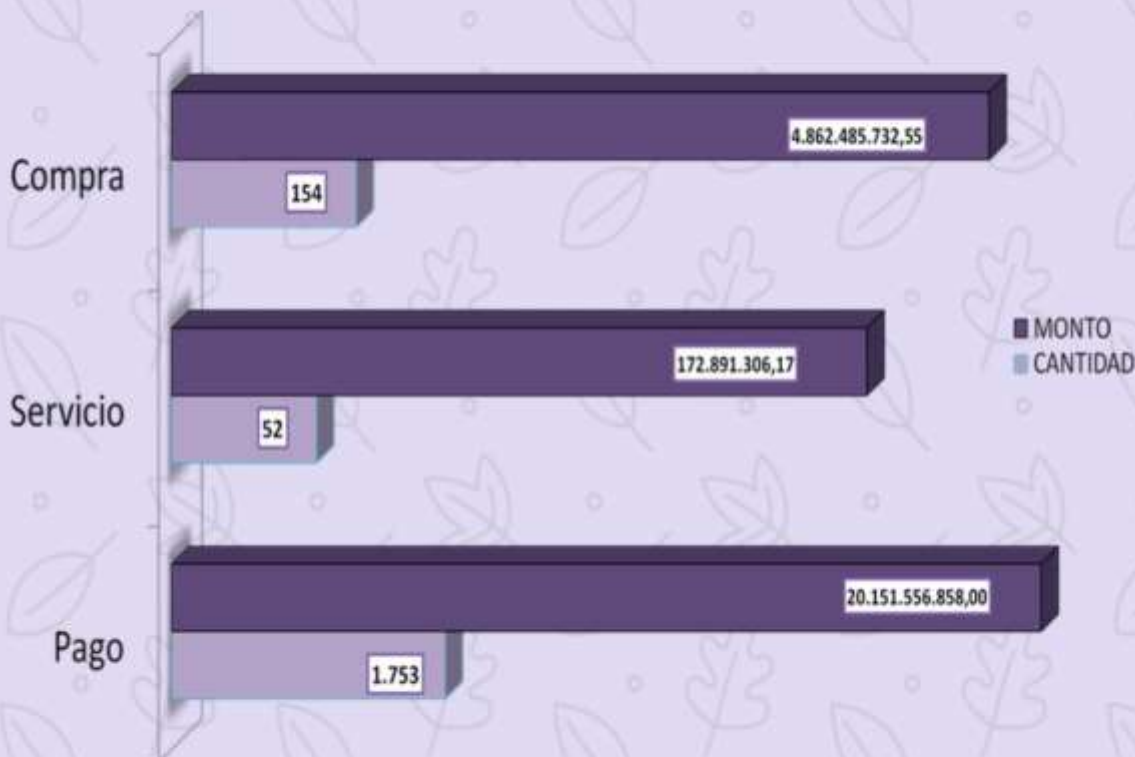 4.862.485.732,55
Compra
154
172.891.306,17
MONTO
CANTIDAD
Servicio
52
20.151.556.858,00
Pago
1.753